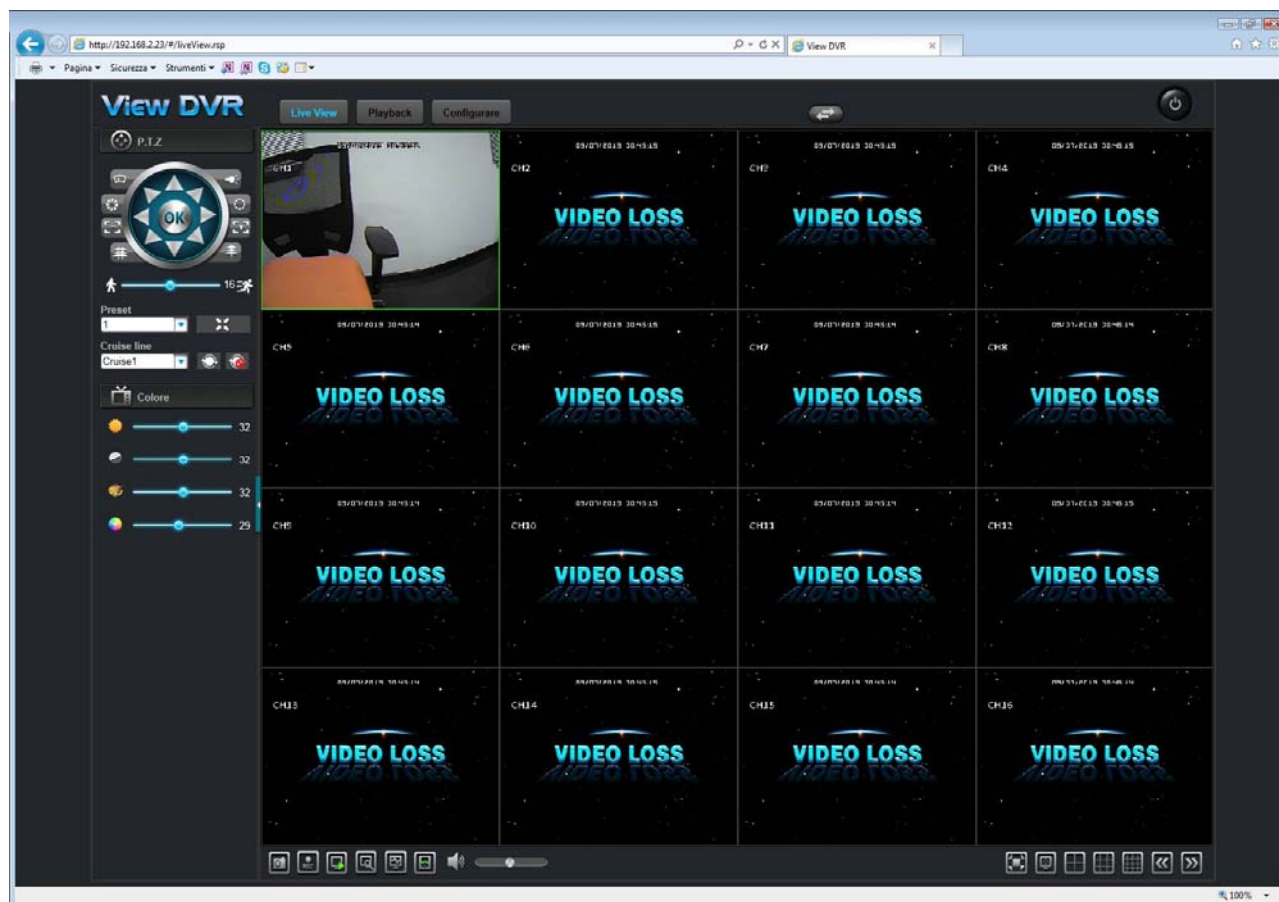 http://192.168.2.23/#/liveView.rsp
View DVR
Pagina Sicurezza Strumenti
View DVR
Live View Playback Configurare
P.T.Z
OK
16
Preset
1
Cruise line
Cruise1
Colore
32
32
32
29
CH1
CH2
VIDEO LOSS
CH3
VIDEO LOSS
CH4
VIDEO LOSS
CH5
VIDEO LOSS
CH6
VIDEO LOSS
CH7
VIDEO LOSS
CH8
VIDEO LOSS
CH9
VIDEO LOSS
CH10
VIDEO LOSS
CH11
VIDEO LOSS
CH12
VIDEO LOSS
CH13
VIDEO LOSS
CH14
VIDEO LOSS
CH15
VIDEO LOSS
CH16
VIDEO LOSS
100%